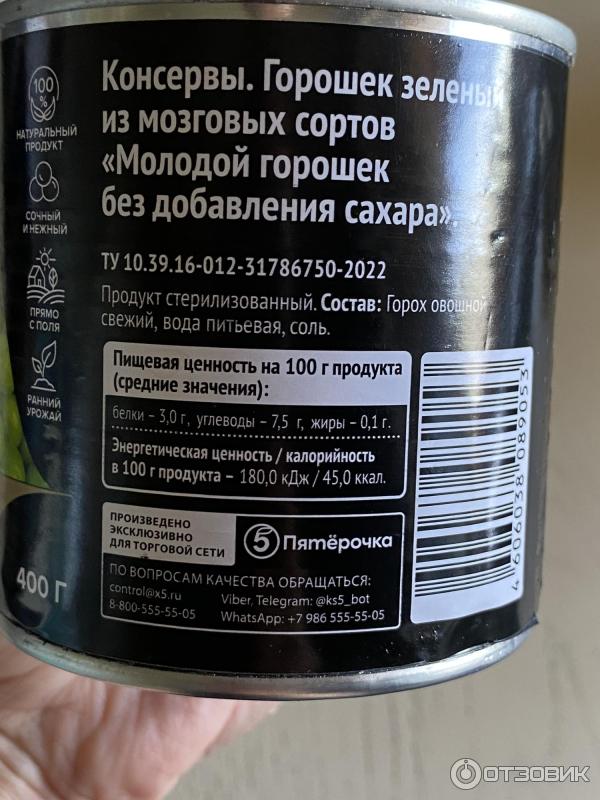 100
%
НАТУРАЛЬНЫЙ
ПРОДУКТ
СОЧНЫЙ
И НЕЖНЫЙ
ПРЯМО
С ПОЛЯ
РАННИЙ
УРОЖАЙ
400 Г
Консервы. Горошек зеленый
из мозговых сортов
«Молодой горошек
без добавления сахара».
ТУ 10.39.16-012-31786750-2022
Продукт стерилизованный. Состав: Горох овощной
свежий, вода питьевая, соль.
Пищевая ценность на 100 г продукта
(средние значения):
белки – 3,0 г, углеводы – 7,5 г, жиры – 0,1 г.
Энергетическая ценность / калорийность
в 100 г продукта – 180,0 кДж / 45,0 ккал.
ПРОИЗВЕДЕНО
ЭКСКЛЮЗИВНО
ДЛЯ ТОРГОВОЙ СЕТИ
5 Пятёрочка
ПО ВОПРОСАМ КАЧЕСТВА ОБРАЩАТЬСЯ:
control@x5.ru Viber, Telegram: @ks5_bot
8-800-555-55-05 WhatsApp: +7 986 555-55-05
4 606038 089053
ОТЗОВИК